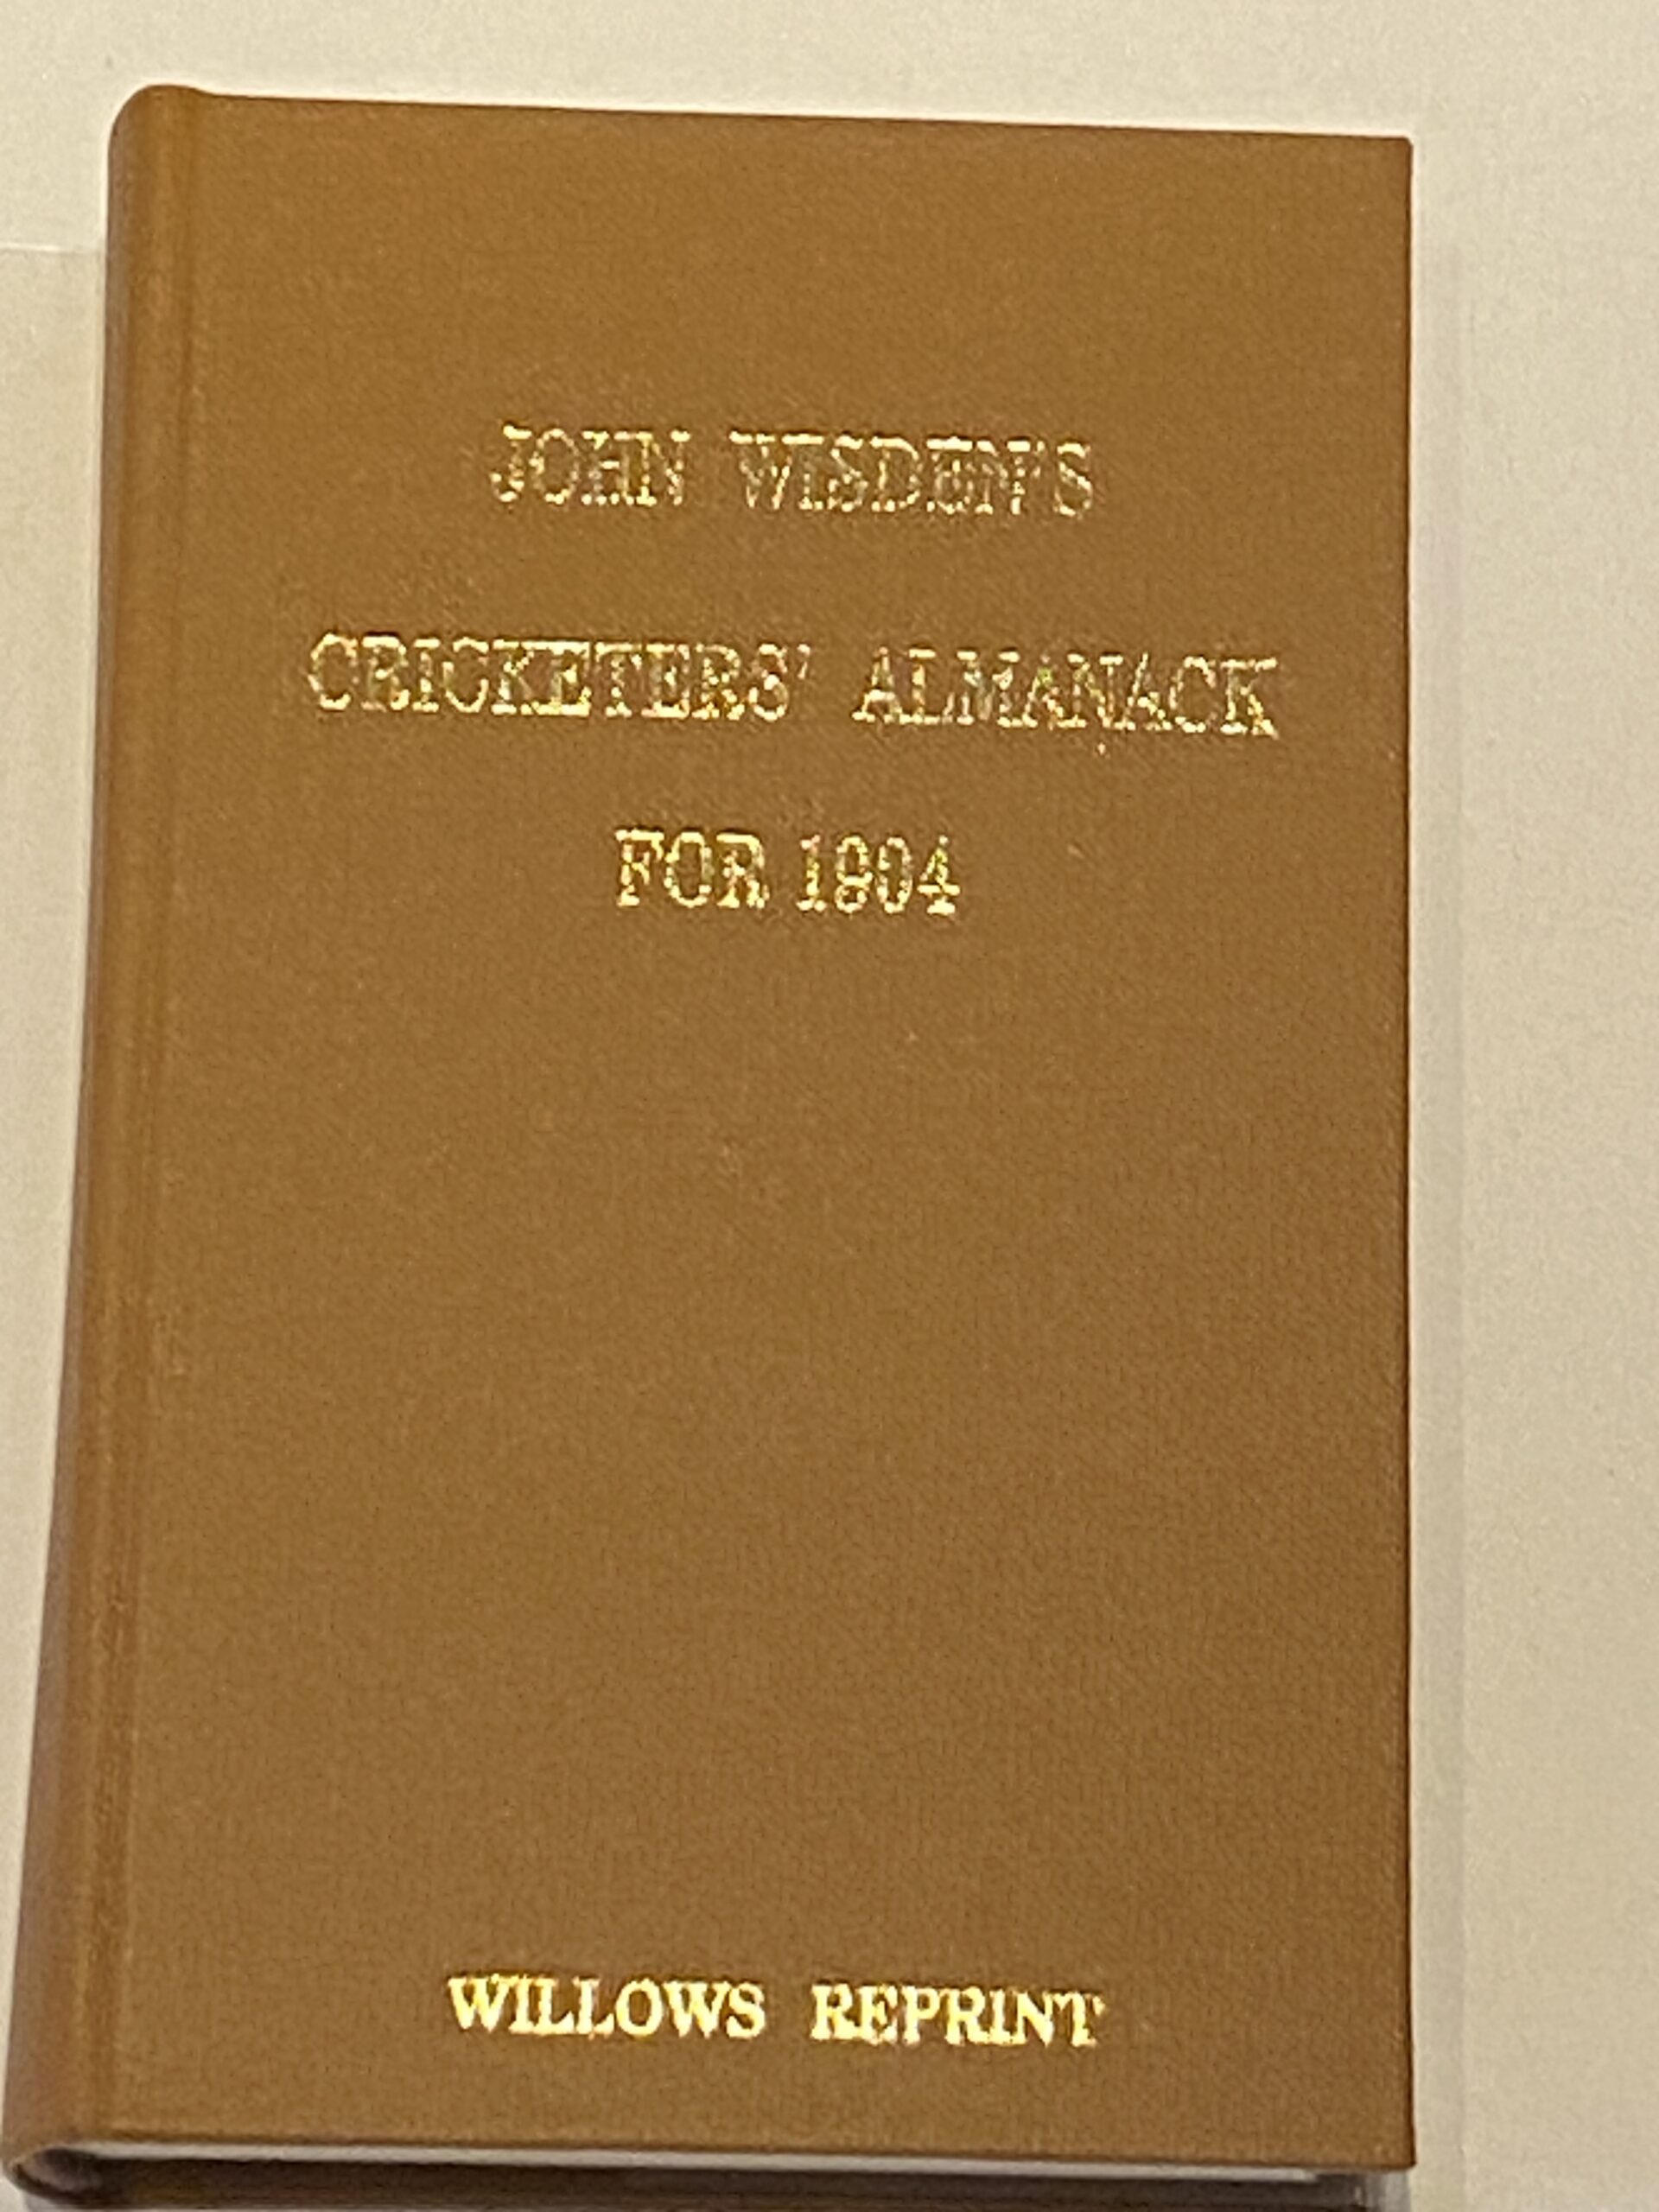 JOHN WISDEN'S
CRICKETERS' ALMANACK
FOR 1904
WILLOWS REPRINT